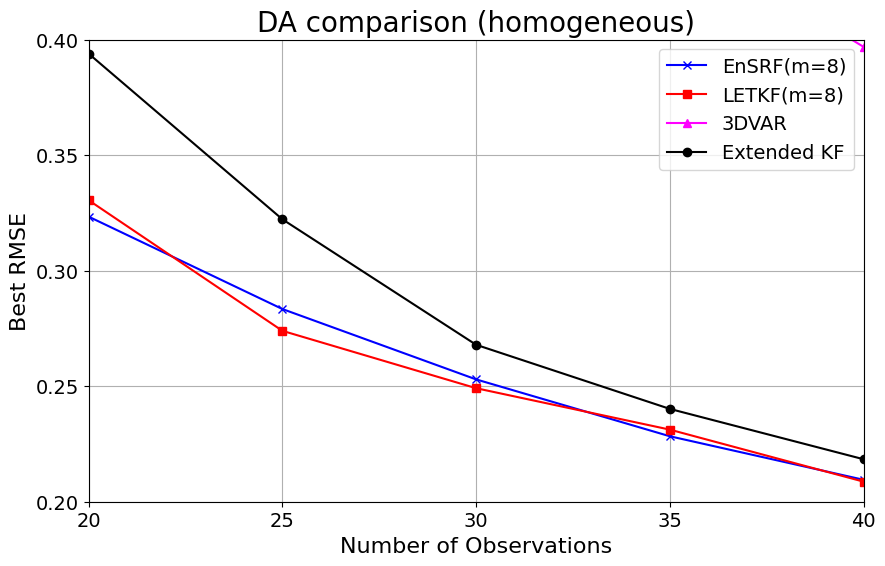 DA comparison (homogeneous)
0.40
0.35
0.30
0.25
0.20
Best RMSE
EnSRF(m=8)
LETKF(m=8)
3DVAR
Extended KF
20 25 30 35 40
Number of Observations